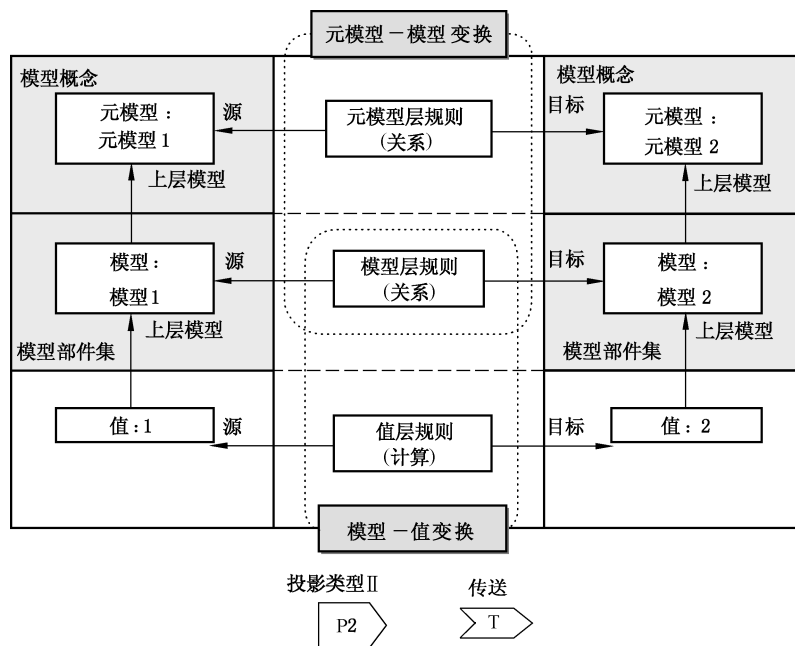 元模型－模型变换
模型概念
模型概念
元模型：
元模型1
源
元模型层规则
(关系)
目标
元模型：
元模型2
上层模型
上层模型
模型：
模型1
源
模型层规则
(关系)
目标
模型：
模型2
上层模型
上层模型
模型部件集
模型部件集
值：1
源
值层规则
(计算)
目标
值：2
模型－值变换
投影类型Ⅱ
传送
P2
T